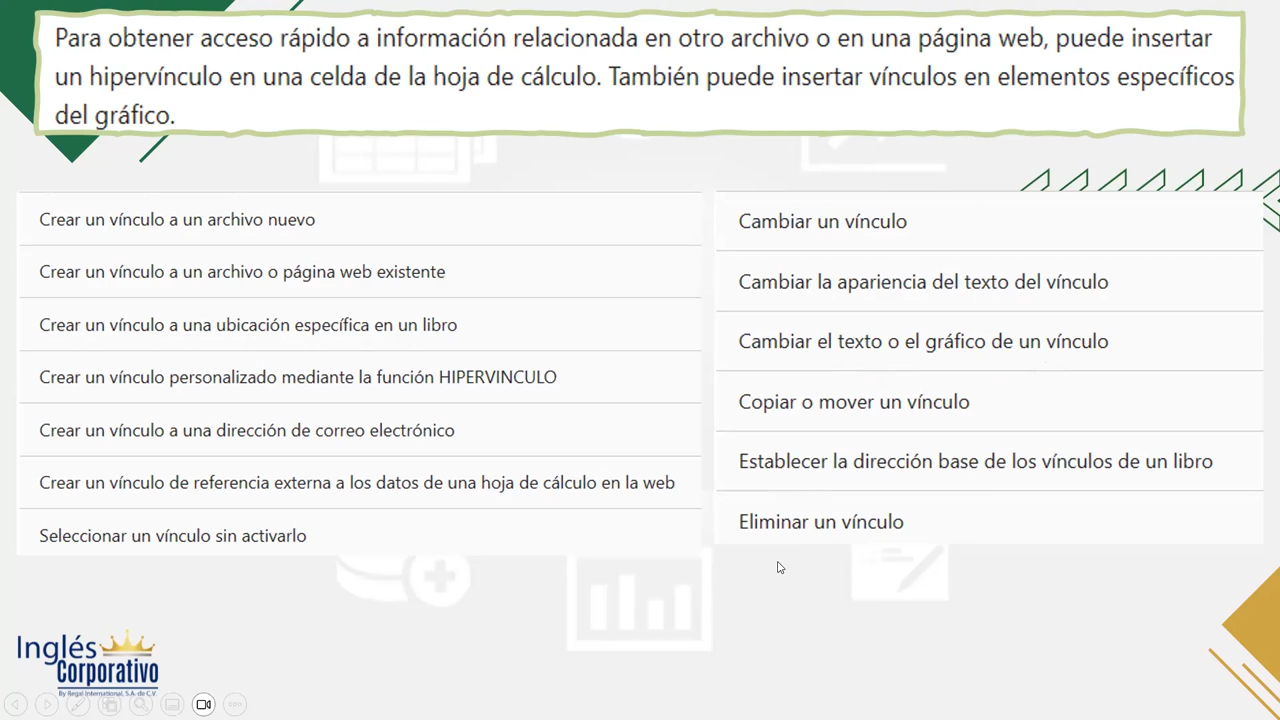 Para obtener acceso rápido a información relacionada en otro archivo o en una página web, puede insertar
un hipervínculo en una celda de la hoja de cálculo. También puede insertar vínculos en elementos específicos
del gráfico.
Crear un vínculo a un archivo nuevo
Crear un vínculo a un archivo o página web existente
Crear un vínculo a una ubicación específica en un libro
Crear un vínculo personalizado mediante la función HIPERVINCULO
Crear un vínculo a una dirección de correo electrónico
Crear un vínculo de referencia externa a los datos de una hoja de cálculo en la web
Seleccionar un vínculo sin activarlo
Cambiar un vínculo
Cambiar la apariencia del texto del vínculo
Cambiar el texto o el gráfico de un vínculo
Copiar o mover un vínculo
Establecer la dirección base de los vínculos de un libro
Eliminar un vínculo
Inglés
Corporativo
By Regal International, S.A. de C.V.